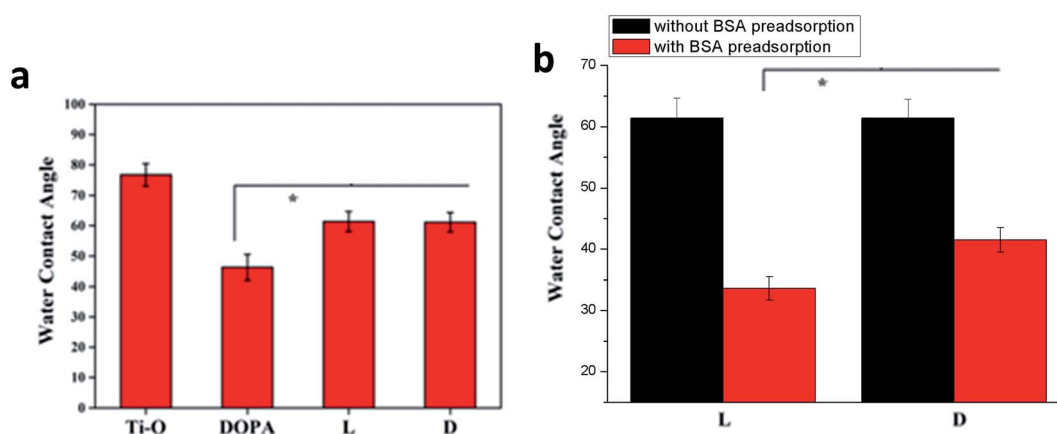 a
Water Contact Angle
100
90
80
70
60
50
40
30
20
10
0
*
Ti-O DOPA L D
without BSA preadsorption
with BSA preadsorption
b
Water Contact Angle
70
60
50
40
30
20
*
L D